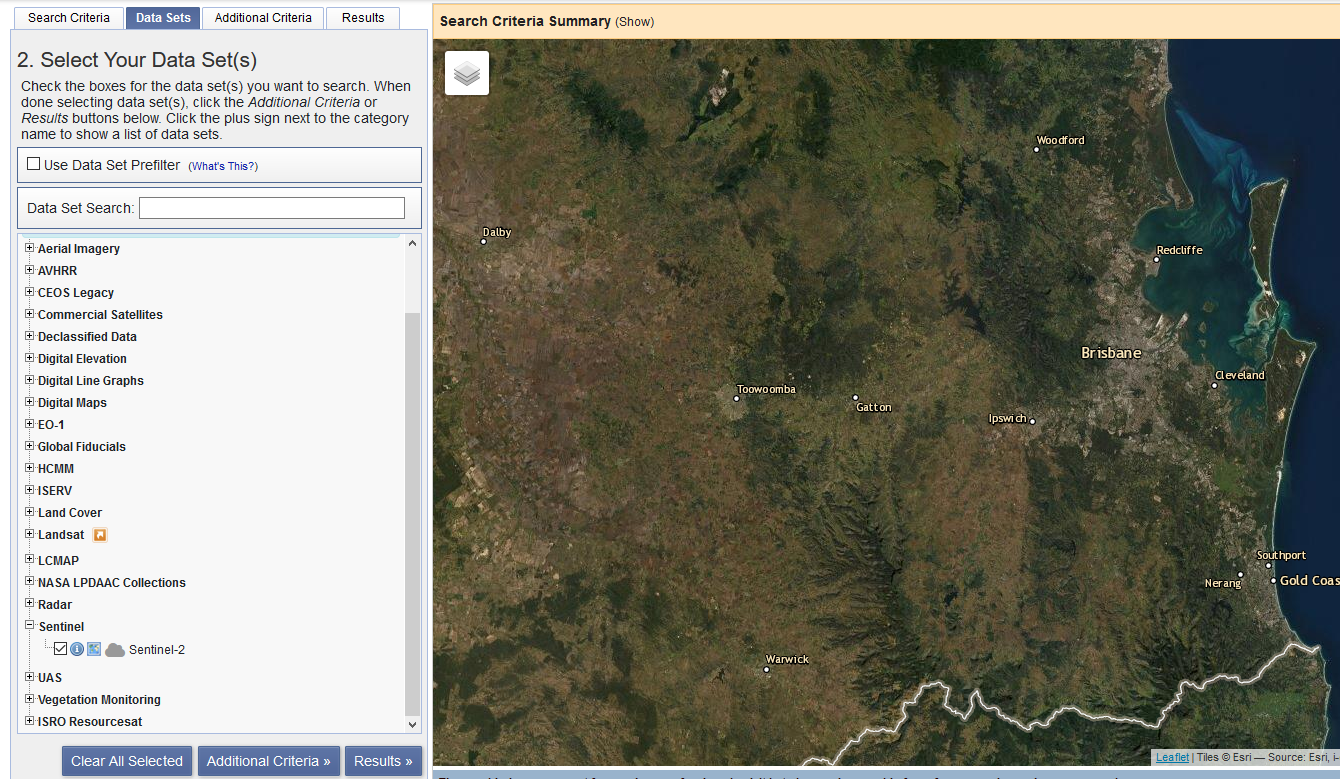 Search Criteria
Data Sets
Additional Criteria
Results
2. Select Your Data Set(s)
Check the boxes for the data set(s) you want to search. When
done selecting data set(s), click the Additional Criteria or
Results buttons below. Click the plus sign next to the category
name to show a list of data sets.
Use Data Set Prefilter (What's This?)
Data Set Search:
Aerial Imagery
AVHRR
CEOS Legacy
Commercial Satellites
Declassified Data
Digital Elevation
Digital Line Graphs
Digital Maps
EO-1
Global Fiducials
HCMM
ISERV
Land Cover
Landsat
LCMAP
NASA LPDAAC Collections
Radar
Sentinel
Sentinel-2
UAS
Vegetation Monitoring
ISRO Resourcesat
Clear All Selected
Additional Criteria »
Results »
Search Criteria Summary (Show)
Woodford
Dalby
Redcliffe
Brisbane
Cleveland
Toowoomba
Gatton
Ipswich
Southport
Nerang
Gold Coas
Warwick
Leaflet | Tiles © Esri — Source: Esri, i-